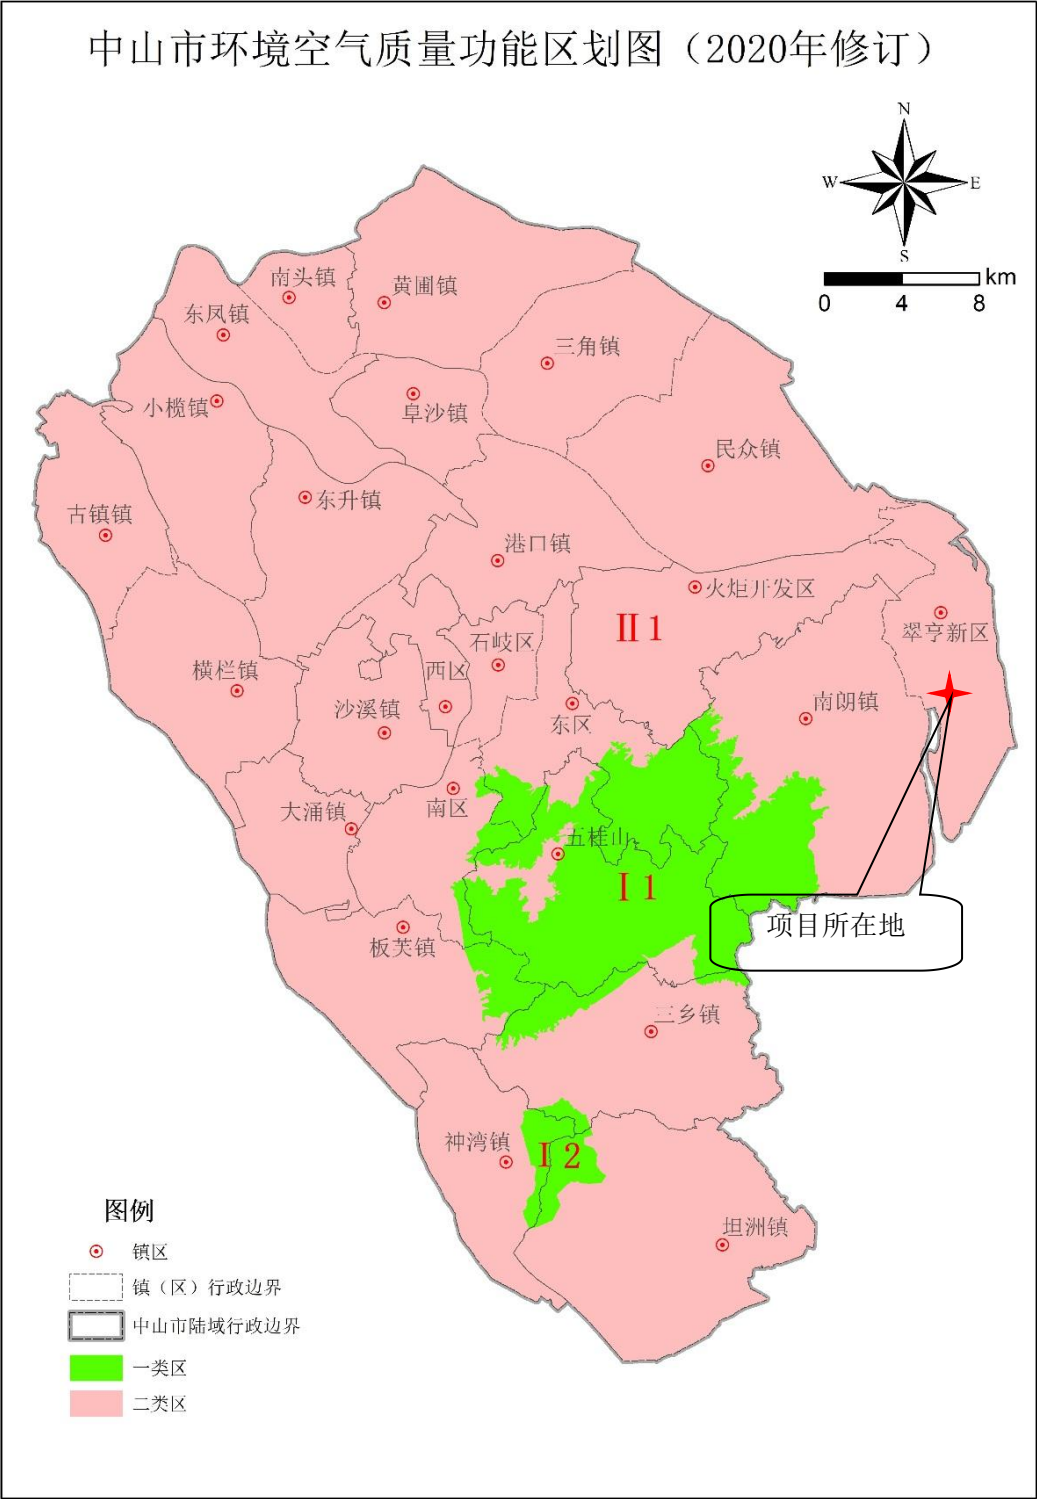 中山市环境空气质量功能区划图（2020年修订）
N
W
E
S
km
0 4 8
南头镇
黄圃镇
东凤镇
三角镇
小榄镇
阜沙镇
民众镇
东升镇
古镇镇
港口镇
火炬开发区
II 1
翠亨新区
石岐区
西区
横栏镇
南朗镇
沙溪镇
东区
南区
大涌镇
五桂山
I 1
项目所在地
板芙镇
三乡镇
神湾镇
I 2
坦洲镇
图例
镇区
镇（区）行政边界
中山市陆域行政边界
一类区
二类区